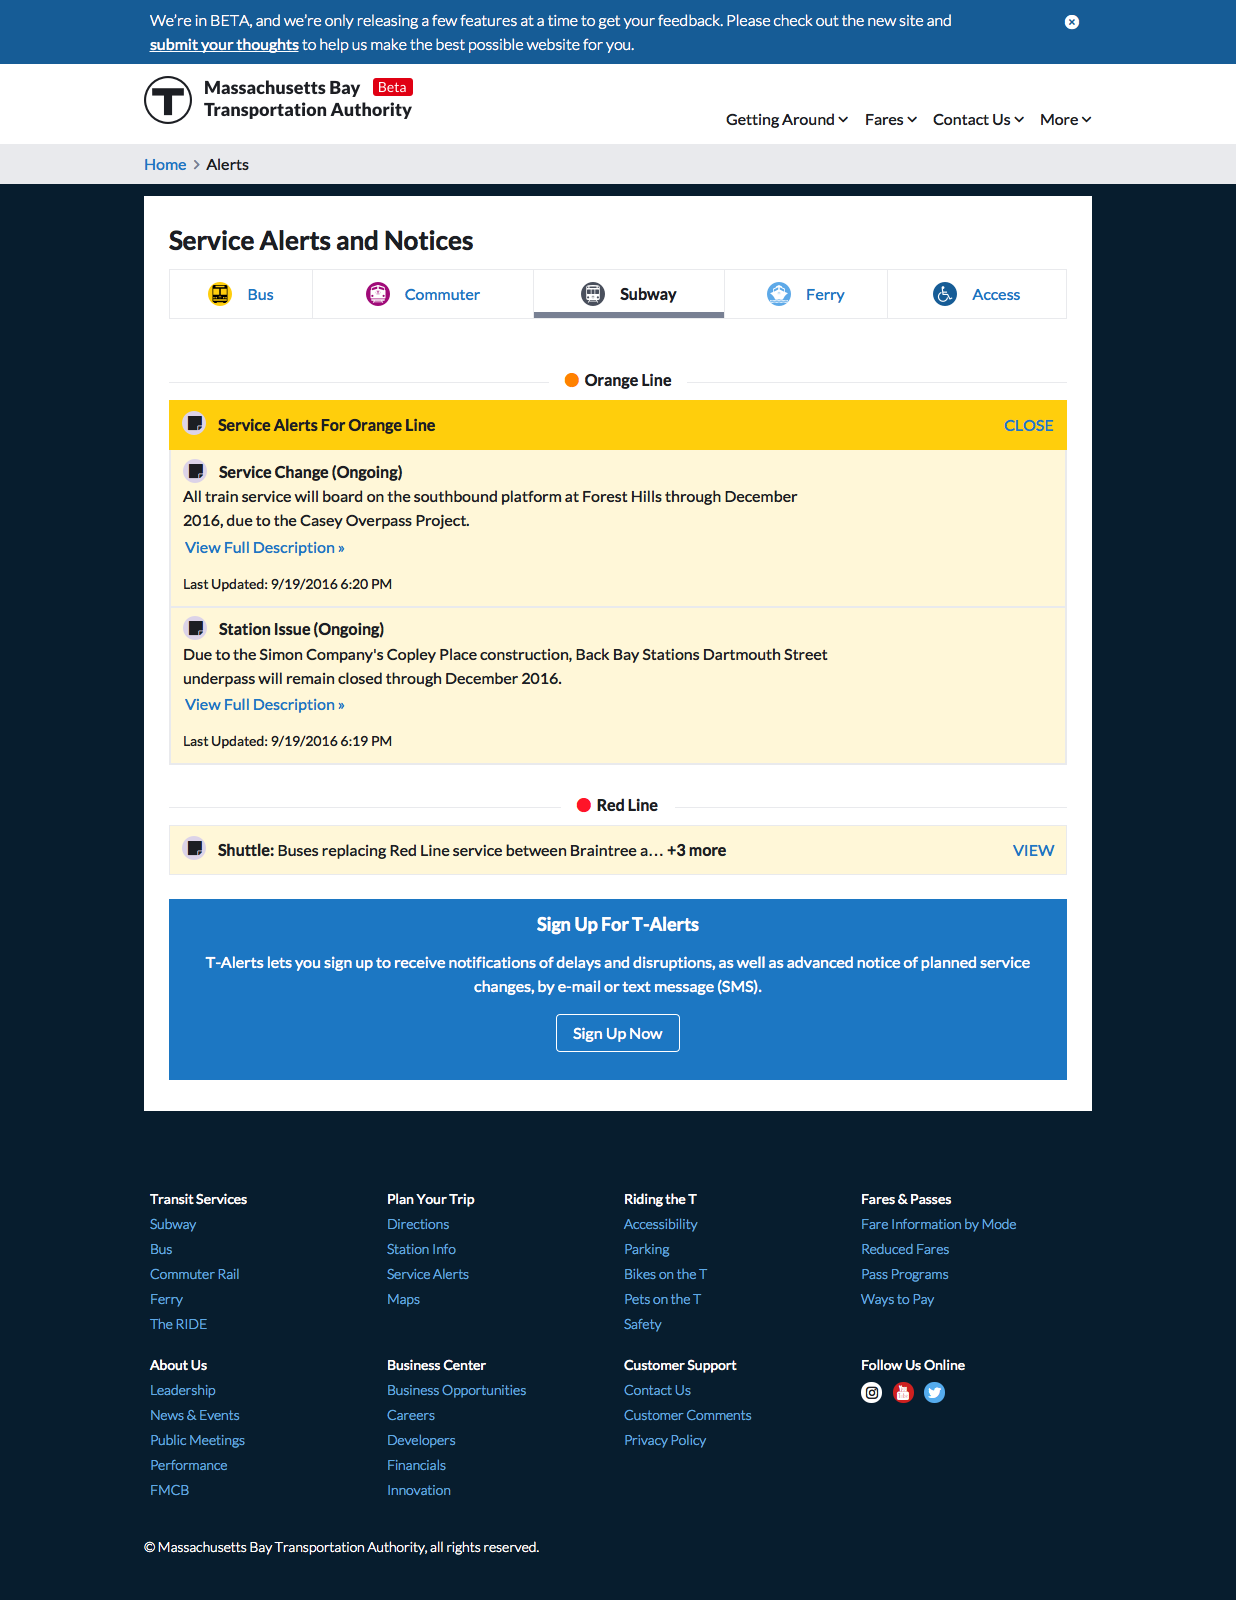 We're in BETA, and we're only releasing a few features at a time to get your feedback. Please check out the new site and
submit your thoughts to help us make the best possible website for you.
T
Massachusetts Bay Beta
Transportation Authority
Getting Around Fares Contact Us More
Home > Alerts
Service Alerts and Notices
Bus Commuter Subway Ferry Access
Orange Line
Service Alerts For Orange Line CLOSE
Service Change (Ongoing)
All train service will board on the southbound platform at Forest Hills through December
2016, due to the Casey Overpass Project.
View Full Description »
Last Updated: 9/19/2016 6:20 PM
Station Issue (Ongoing)
Due to the Simon Company's Copley Place construction, Back Bay Stations Dartmouth Street
underpass will remain closed through December 2016.
View Full Description »
Last Updated: 9/19/2016 6:19 PM
Red Line
Shuttle: Buses replacing Red Line service between Braintree a... +3 more VIEW
Sign Up For T-Alerts
T-Alerts lets you sign up to receive notifications of delays and disruptions, as well as advanced notice of planned service
changes, by e-mail or text message (SMS).
Sign Up Now
Transit Services
Subway
Bus
Commuter Rail
Ferry
The RIDE
Plan Your Trip
Directions
Station Info
Service Alerts
Maps
Riding the T
Accessibility
Parking
Bikes on the T
Pets on the T
Safety
Fares & Passes
Fare Information by Mode
Reduced Fares
Pass Programs
Ways to Pay
About Us
Leadership
News & Events
Public Meetings
Performance
FMCB
Business Center
Business Opportunities
Careers
Developers
Financials
Innovation
Customer Support
Contact Us
Customer Comments
Privacy Policy
Follow Us Online
© Massachusetts Bay Transportation Authority, all rights reserved.